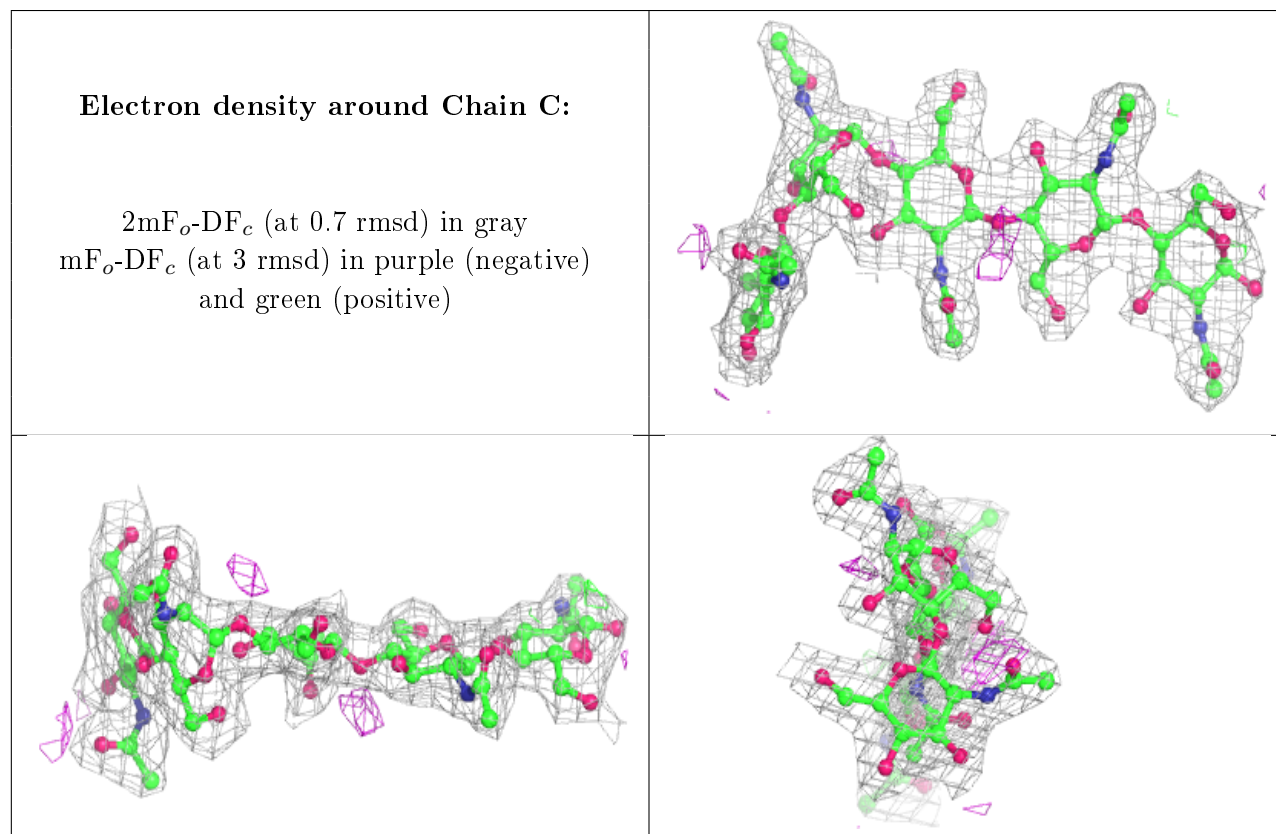 Electron density around Chain C:
2mFo-DFc (at 0.7 rmsd) in gray
mFo-DFc (at 3 rmsd) in purple (negative)
and green (positive)